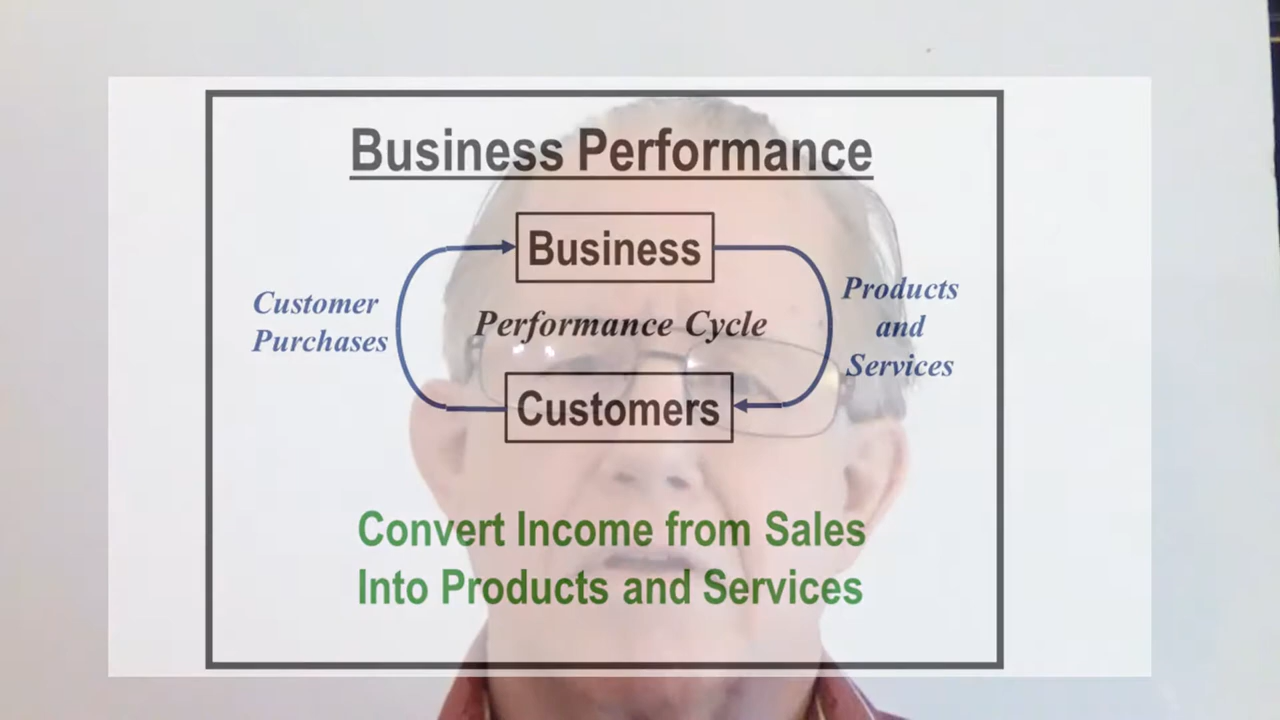 Business Performance
Business
Customer
Purchases
Performance Cycle
Products
and
Services
Customers
Convert Income from Sales
Into Products and Services